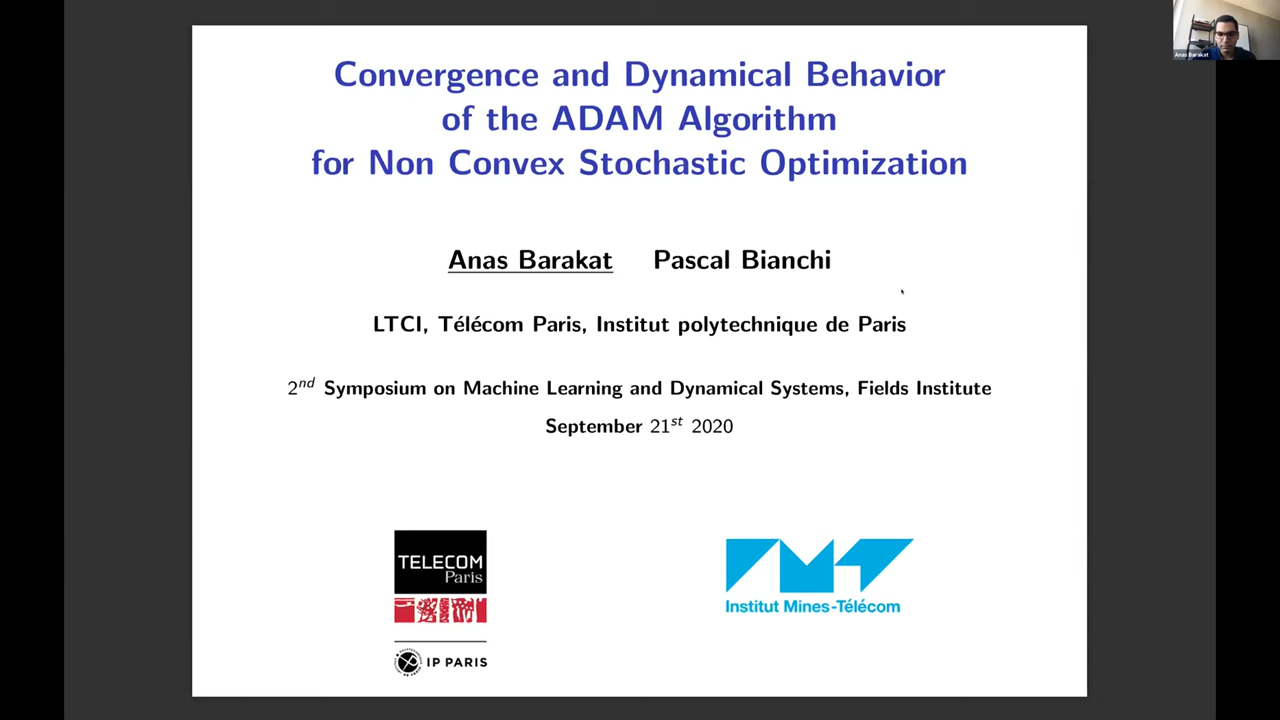 Convergence and Dynamical Behavior
of the ADAM Algorithm
for Non Convex Stochastic Optimization
Anas Barakat Pascal Bianchi
LTCI, Télécom Paris, Institut polytechnique de Paris
2nd Symposium on Machine Learning and Dynamical Systems, Fields Institute
September 21st 2020
TELECOM
Paris
IP PARIS
Institut Mines-Télécom
Anas Barakat